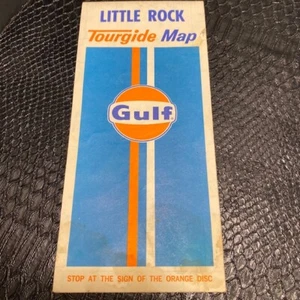 LITTLE ROCK
Tourgide Map
Gulf
STOP AT THE SIGN OF THE ORANGE DISC